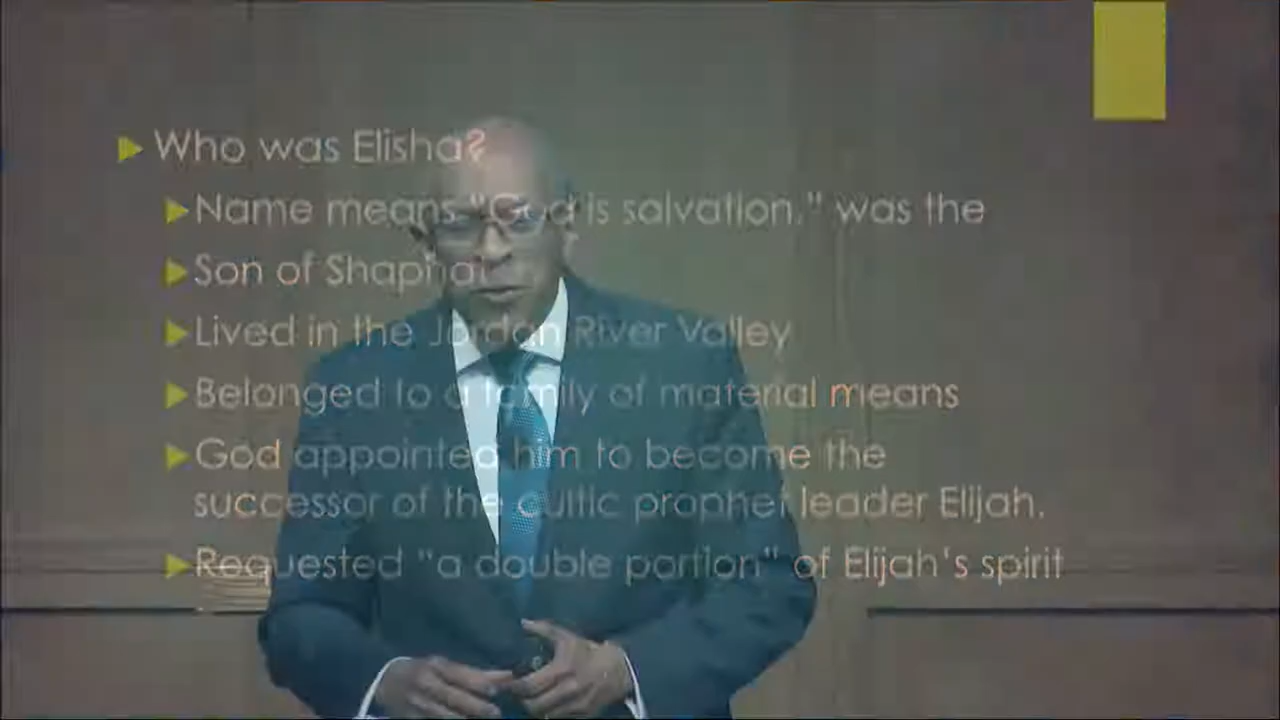 Who was Elisha?
Name means "God is salvation," was the
Son of Shaphat
Lived in the Jordan River Valley
Belonged to a family of material means
God appointed him to become the
successor of the cultic prophet leader Elijah.
Requested "a double portion" of Elijah's spirit